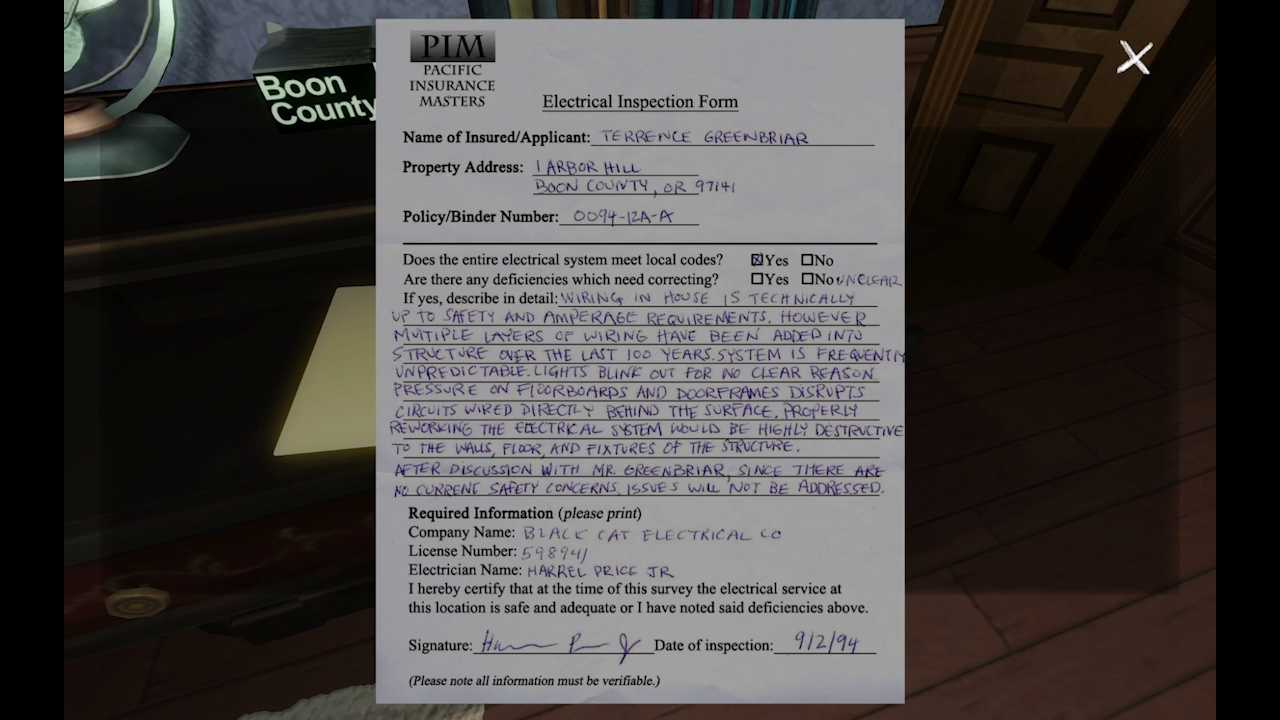 Boon
County
PIM
PACIFIC
INSURANCE
MASTERS
Electrical Inspection Form
Name of Insured/Applicant: TERRENCE GREENBRIAR
Property Address: 1 ARBOR HILL
BOON COUNTY, OR 97141
Policy/Binder Number: 0094-12A-A
Does the entire electrical system meet local codes? ☒Yes ☐No
Are there any deficiencies which need correcting? ☐Yes ☐No UNCLEAR
If yes, describe in detail: WIRING IN HOUSE IS TECHNICALLY
UP TO SAFETY AND AMPERAGE REQUIREMENTS. HOWEVER
MULTIPLE LAYERS OF WIRING HAVE BEEN ADDED INTO
STRUCTURE OVER THE LAST 100 YEARS. SYSTEM IS FREQUENTLY
UNPREDICTABLE. LIGHTS BLINK OUT FOR NO CLEAR REASON.
PRESSURE ON FLOORBOARDS AND DOORFRAMES DISRUPTS
CIRCUITS WIRED DIRECTLY BEHIND THE SURFACE. PROPERLY
REWORKING THE ELECTRICAL SYSTEM WOULD BE HIGHLY DESTRUCTIVE
TO THE WALLS, FLOOR, AND FIXTURES OF THE STRUCTURE.
AFTER DISCUSSION WITH MR. GREENBRIAR, SINCE THERE ARE
NO CURRENT SAFETY CONCERNS, ISSUES WILL NOT BE ADDRESSED.
Required Information (please print)
Company Name: BLACK CAT ELECTRICAL CO
License Number: 598941
Electrician Name: HARREL PRICE JR
I hereby certify that at the time of this survey the electrical service at
this location is safe and adequate or I have noted said deficiencies above.
Signature: Date of inspection: 9/2/94
(Please note all information must be verifiable.)